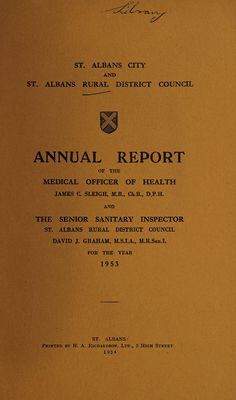 Library
ST. ALBANS CITY
AND
ST. ALBANS RURAL DISTRICT COUNCIL
ANNUAL REPORT
OF THE
MEDICAL OFFICER OF HEALTH
JAMES C. SLEIGH, M.B., Ch.B., D.P.H.
AND
THE SENIOR SANITARY INSPECTOR
ST. ALBANS RURAL DISTRICT COUNCIL
DAVID J. GRAHAM, M.S.I.A., M.R.San.I.
FOR THE YEAR
1953
ST. ALBANS:
PRINTED BY H. A. RICHARDSON, LTD., 5 HIGH STREET
1954